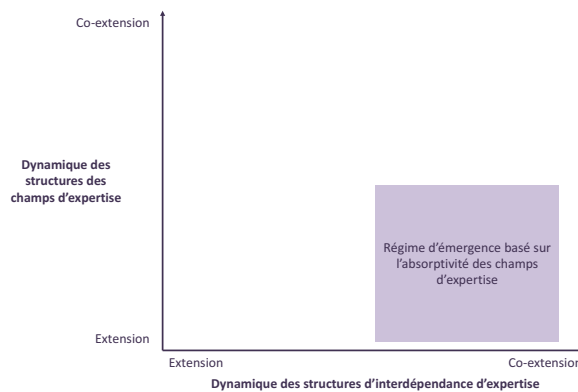 Co-extension
Dynamique des
structures des
champs d’expertise
Régime d’émergence basé sur
l’absorptivité des champs
d’expertise
Extension
Extension
Co-extension
Dynamique des structures d’interdépendance d’expertise